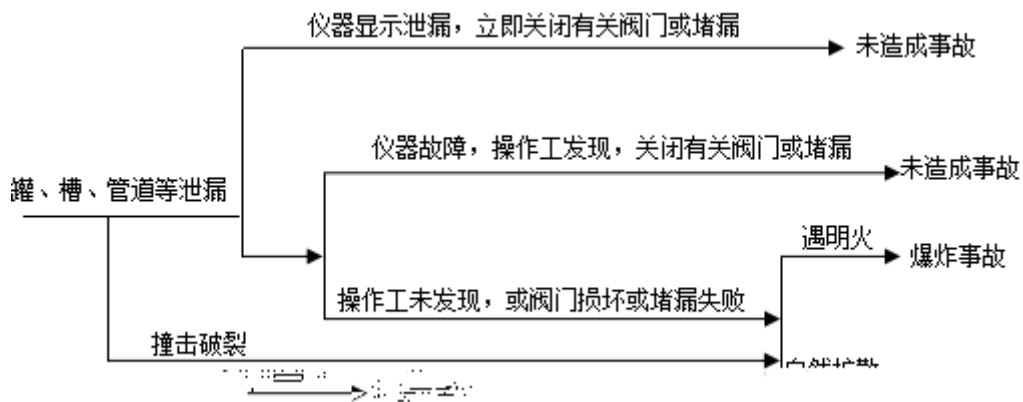 仪器显示泄漏，立即关闭有关阀门或堵漏
未造成事故
仪器故障，操作工发现，关闭有关阀门或堵漏
未造成事故
罐、槽、管道等泄漏
遇明火
爆炸事故
操作工未发现，或阀门损坏或堵漏失败
撞击破裂
自然扩散